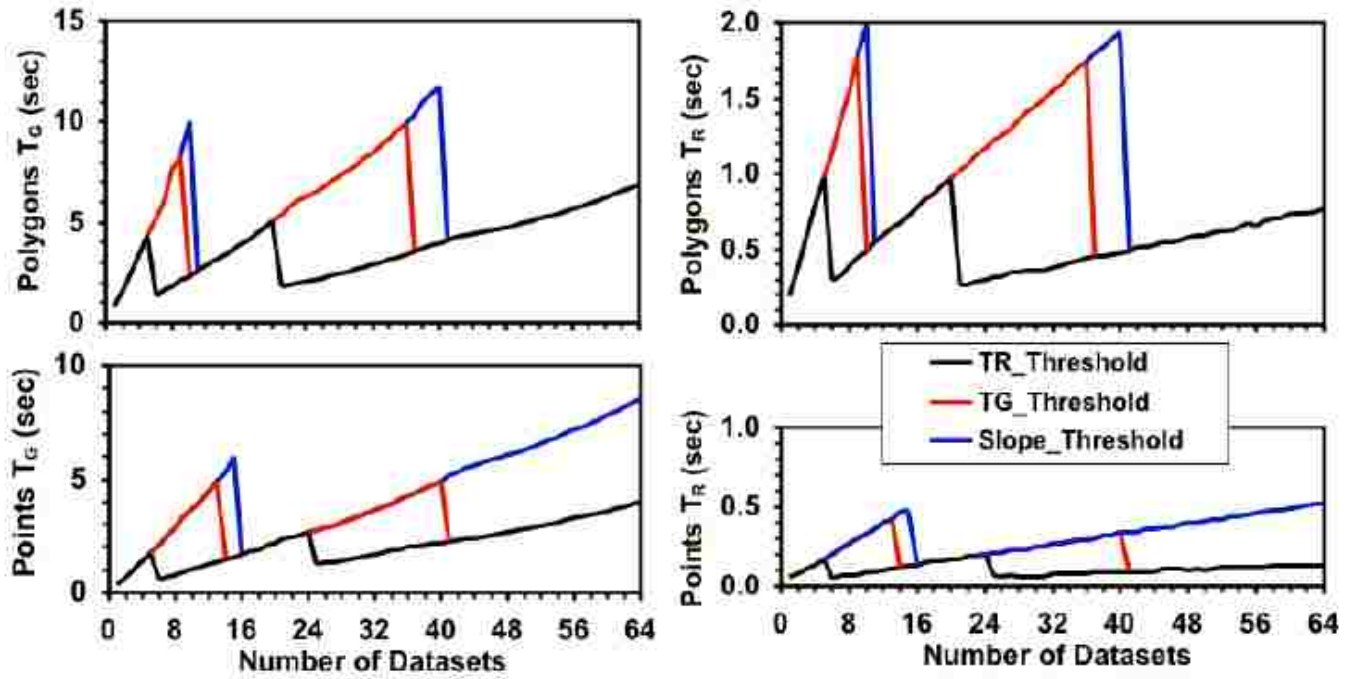 Polygons T_G (sec)
15
10
5
0
Polygons T_R (sec)
2.0
1.5
1.0
0.5
0.0
TR_Threshold
TG_Threshold
Slope_Threshold
Points T_G (sec)
10
5
0
0 8 16 24 32 40 48 56 64
Number of Datasets
Points T_R (sec)
1.0
0.5
0.0
0 8 16 24 32 40 48 56 64
Number of Datasets